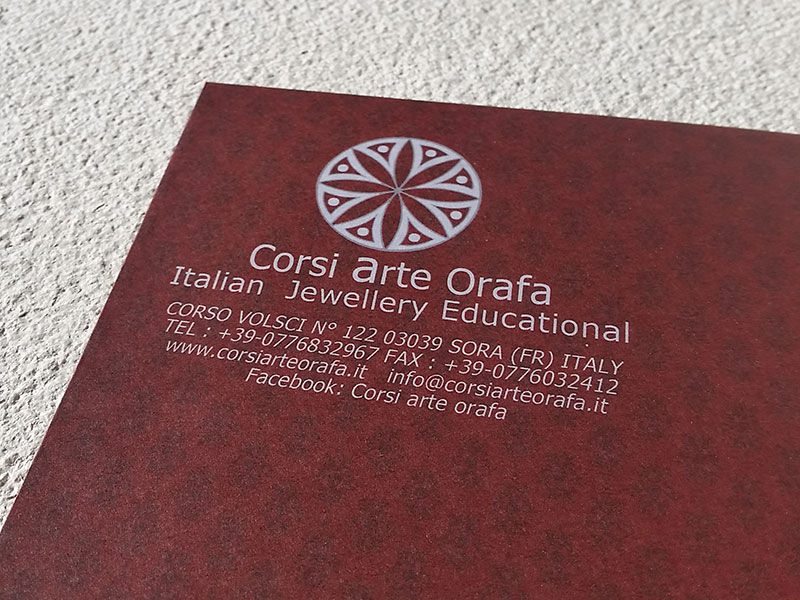 Corsi arte Orafa
Italian Jewellery Educational
CORSO VOLSCI N° 122 03039 SORA (FR) ITALY
TEL : +39-0776832967 FAX : +39-0776032412
www.corsiarteorafa.it info@corsiarteorafa.it
Facebook: Corsi arte orafa